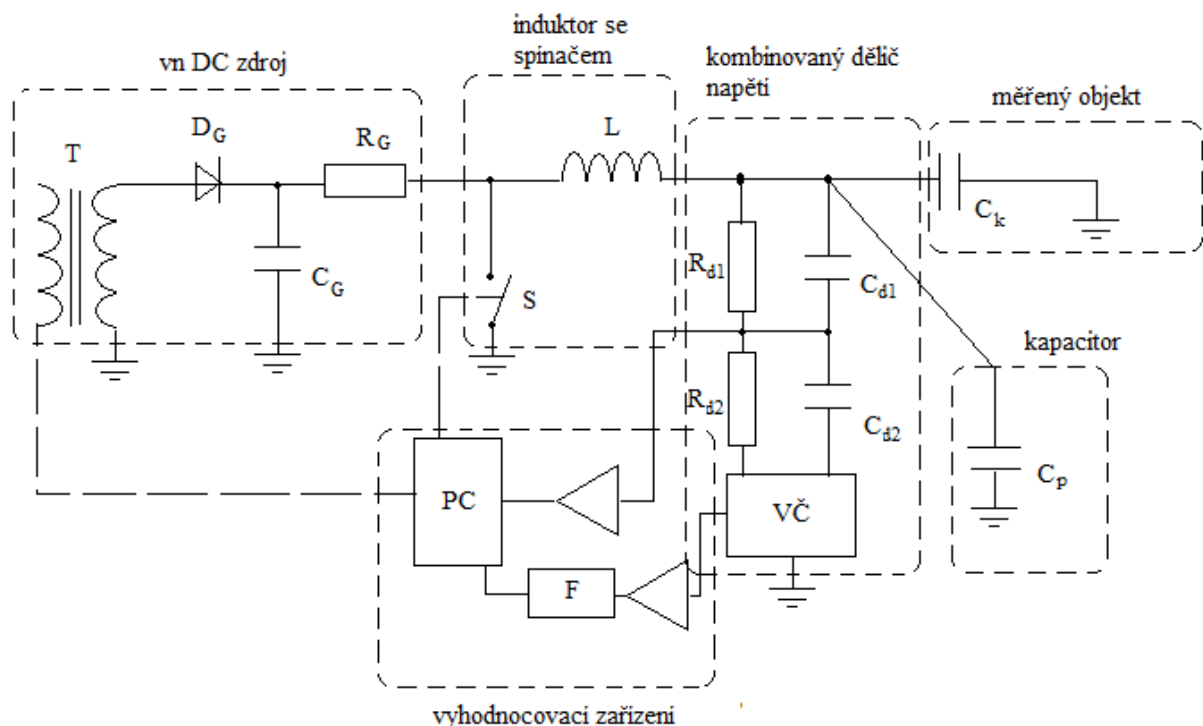 vn DC zdroj
induktor se
spínačem
kombinovaný dělič
napětí
měřený objekt
T
D_G
R_G
C_G
L
S
R_d1
C_d1
C_k
R_d2
C_d2
kapacitor
C_p
PC
VČ
F
vyhodnocovací zařízení